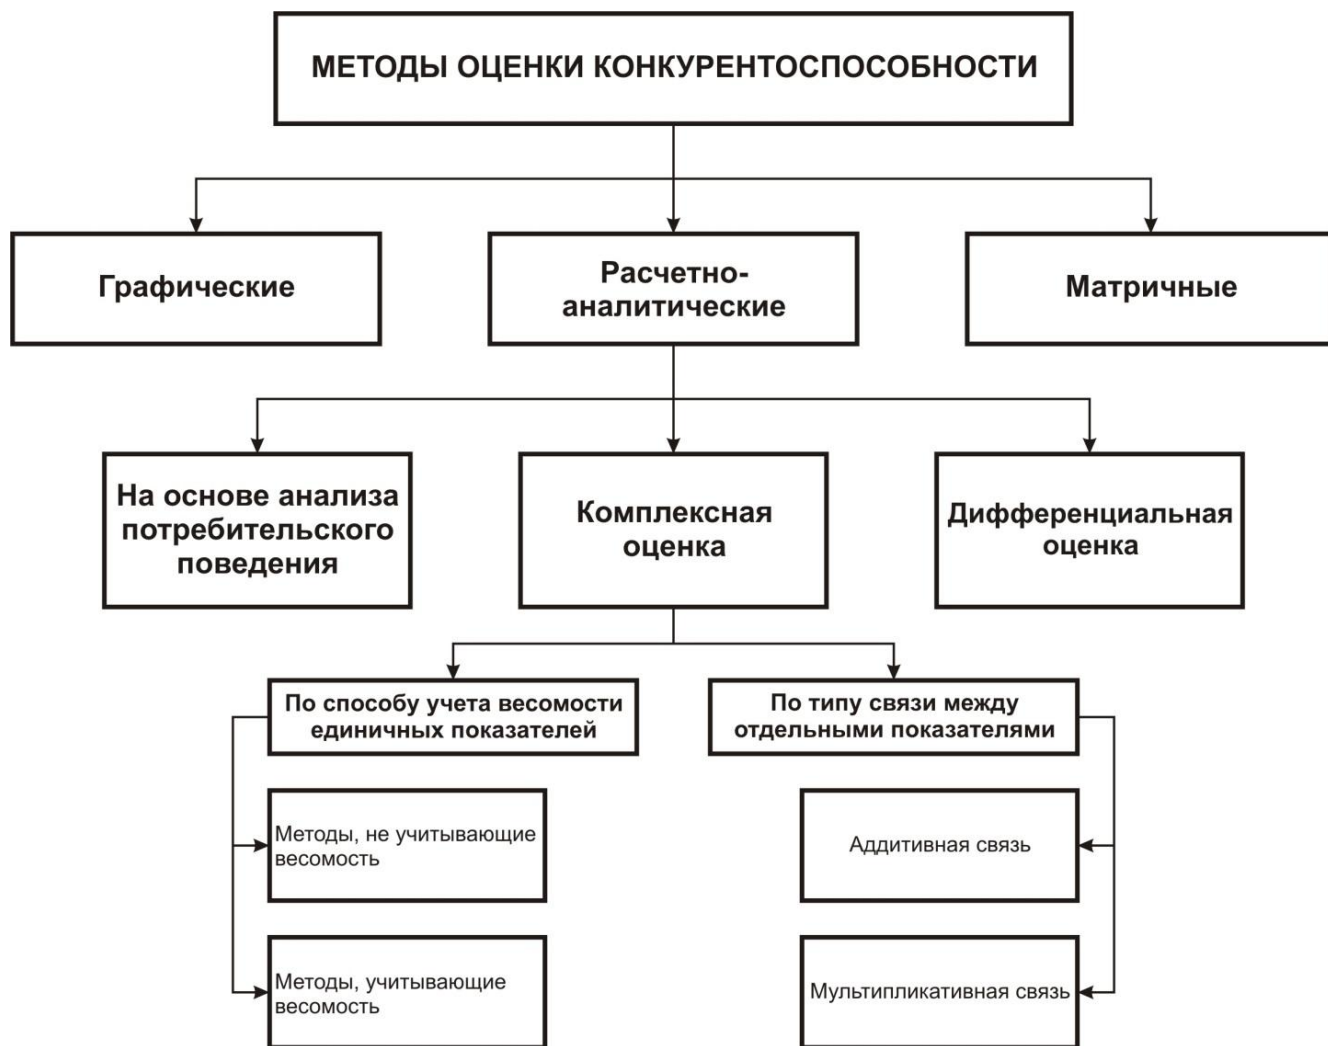 МЕТОДЫ ОЦЕНКИ КОНКУРЕНТОСПОСОБНОСТИ
Графические
Расчетно-
аналитические
Матричные
На основе анализа
потребительского
поведения
Комплексная
оценка
Дифференциальная
оценка
По способу учета весомости
единичных показателей
По типу связи между
отдельными показателями
Методы, не учитывающие
весомость
Аддитивная связь
Методы, учитывающие
весомость
Мультипликативная связь